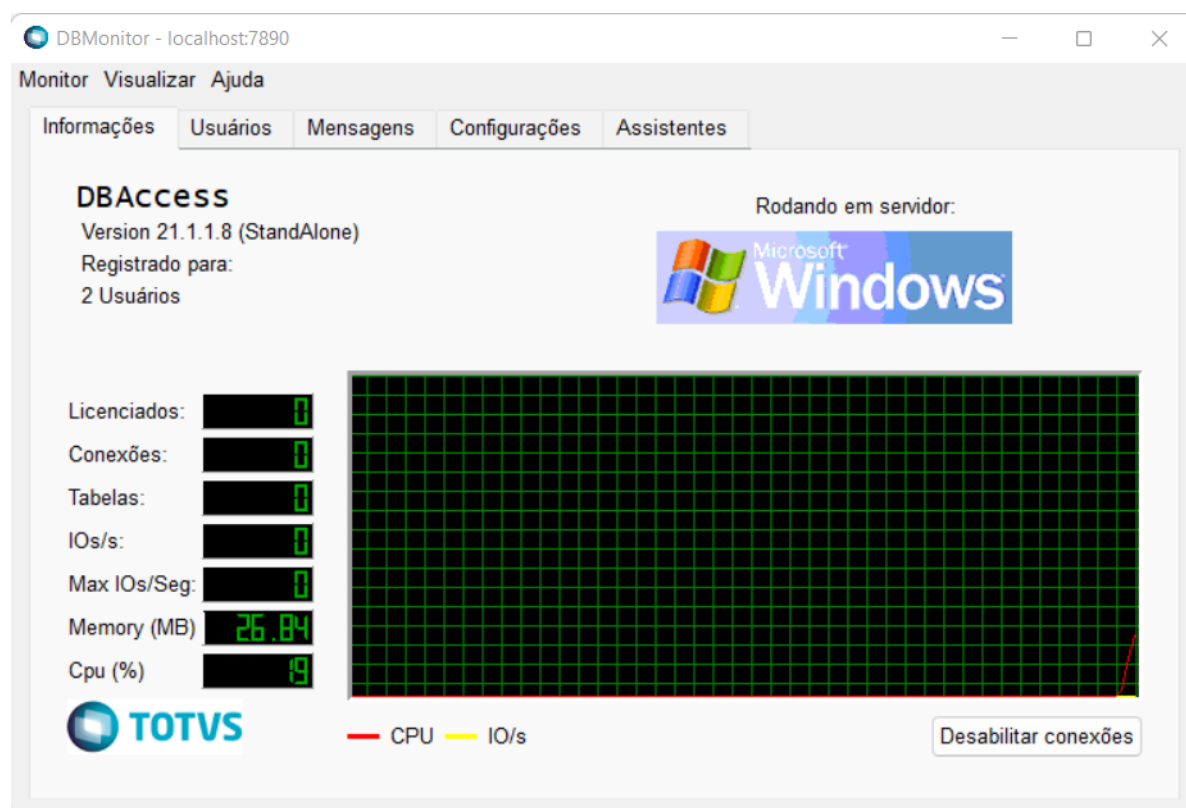 DBMonitor - localhost:7890
Monitor Visualizar Ajuda
Informações Usuários Mensagens Configurações Assistentes
DBAccess
Version 21.1.1.8 (StandAlone)
Registrado para:
2 Usuários
Rodando em servidor:
Microsoft
Windows
Licenciados: 0
Conexões: 0
Tabelas: 0
IOs/s: 0
Max IOs/Seg: 0
Memory (MB) 26.84
Cpu (%) 19
TOTVS
CPU IO/s
Desabilitar conexões